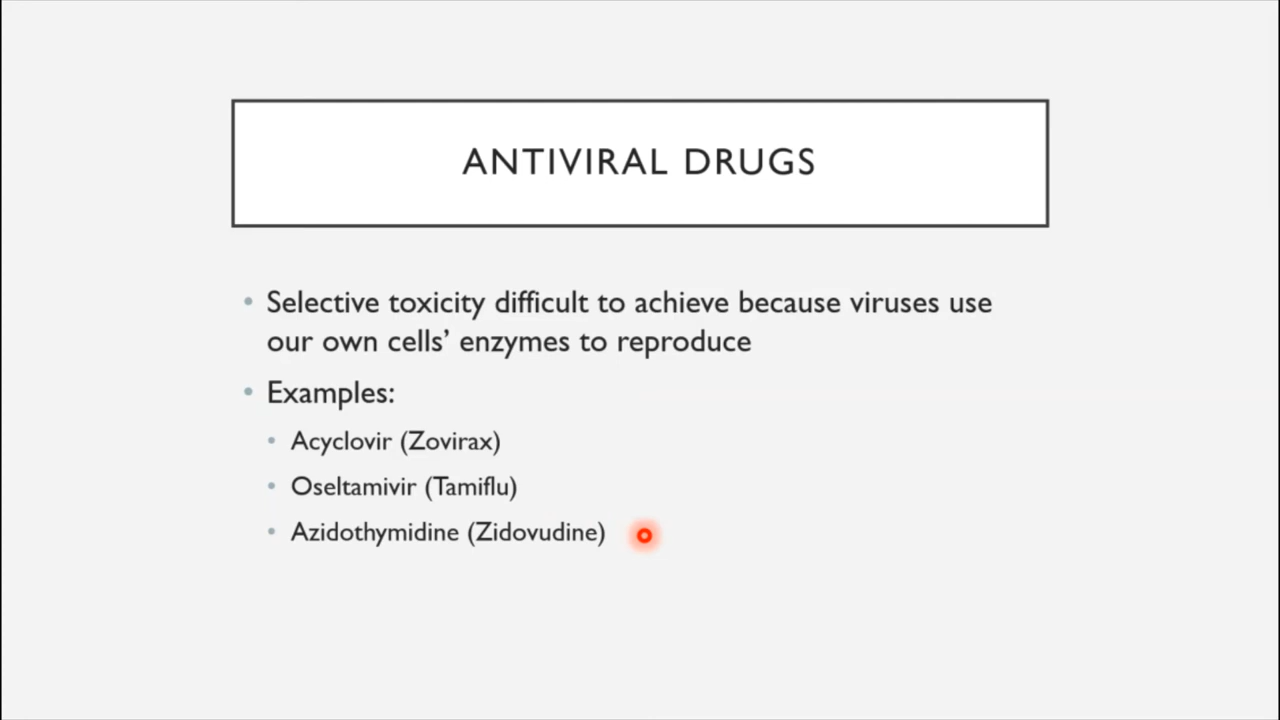 ANTIVIRAL DRUGS
• Selective toxicity difficult to achieve because viruses use
our own cells’ enzymes to reproduce
• Examples:
• Acyclovir (Zovirax)
• Oseltamivir (Tamiflu)
• Azidothymidine (Zidovudine)